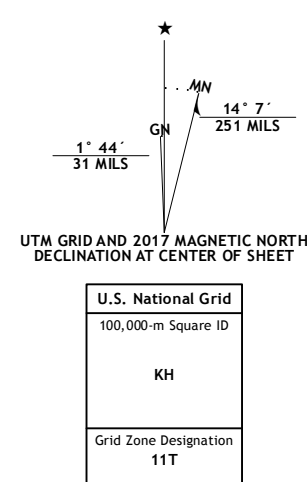 ★
MN
GN
14° 7´
251 MILS
1° 44´
31 MILS
UTM GRID AND 2017 MAGNETIC NORTH
DECLINATION AT CENTER OF SHEET
U.S. National Grid
100,000-m Square ID
KH
Grid Zone Designation
11T